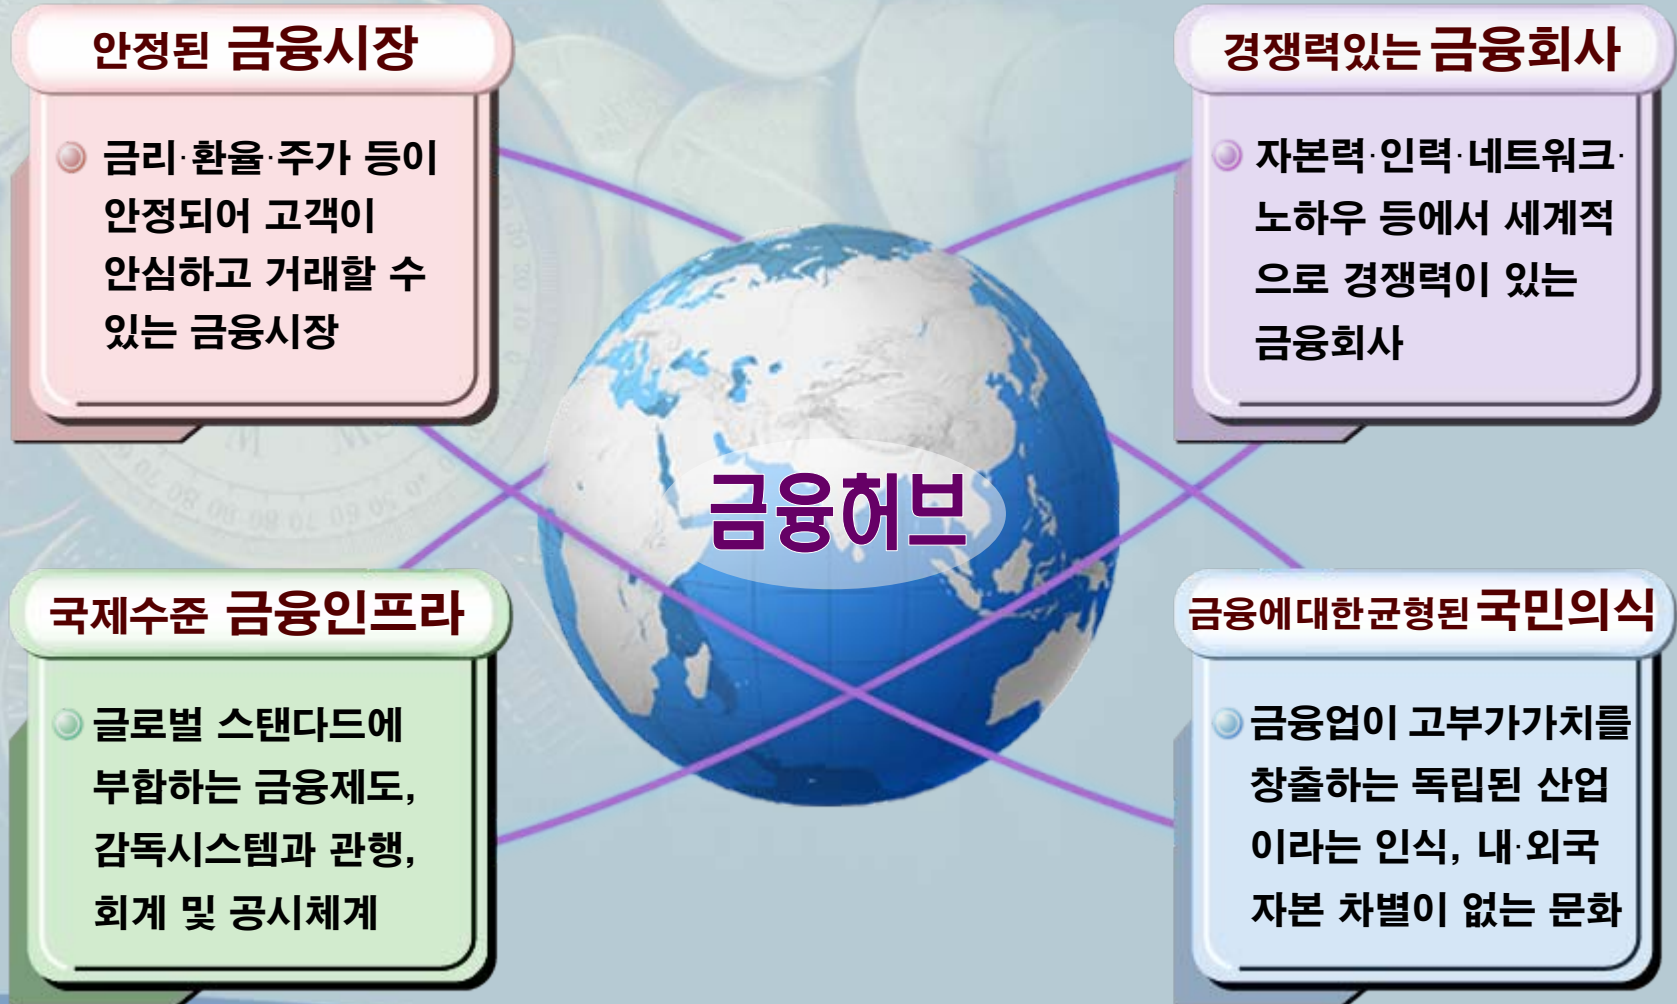 안정된 금융시장
금리·환율·주가 등이
안정되어 고객이
안심하고 거래할 수
있는 금융시장
경쟁력있는 금융회사
자본력·인력·네트워크·
노하우 등에서 세계적
으로 경쟁력이 있는
금융회사
금융허브
국제수준 금융인프라
글로벌 스탠다드에
부합하는 금융제도,
감독시스템과 관행,
회계 및 공시체계
금융에대한균형된 국민의식
금융업이 고부가가치를
창출하는 독립된 산업
이라는 인식, 내·외국
자본 차별이 없는 문화